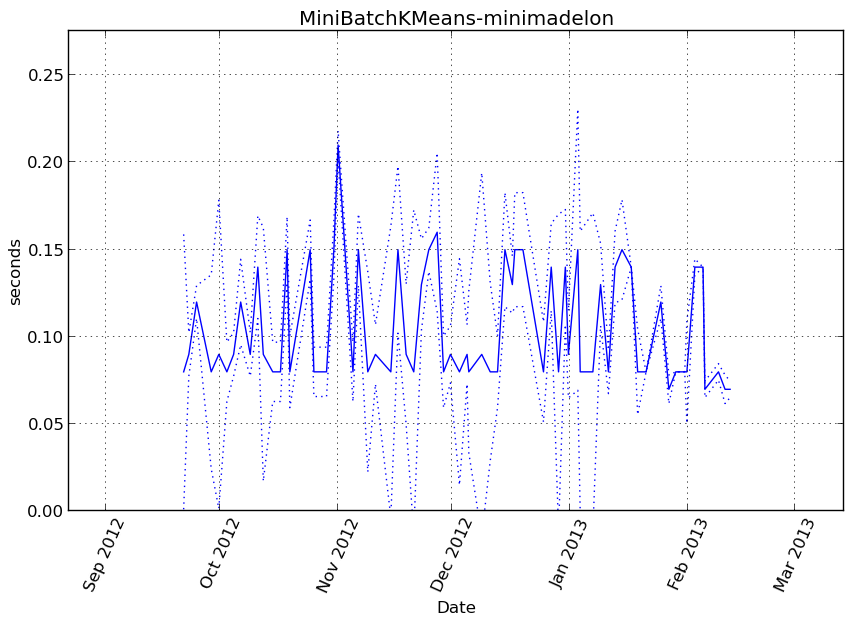 MiniBatchKMeans-minimadelon
0.25
0.20
0.15
0.10
0.05
0.00
seconds
Sep 2012
Oct 2012
Nov 2012
Dec 2012
Jan 2013
Feb 2013
Mar 2013
Date